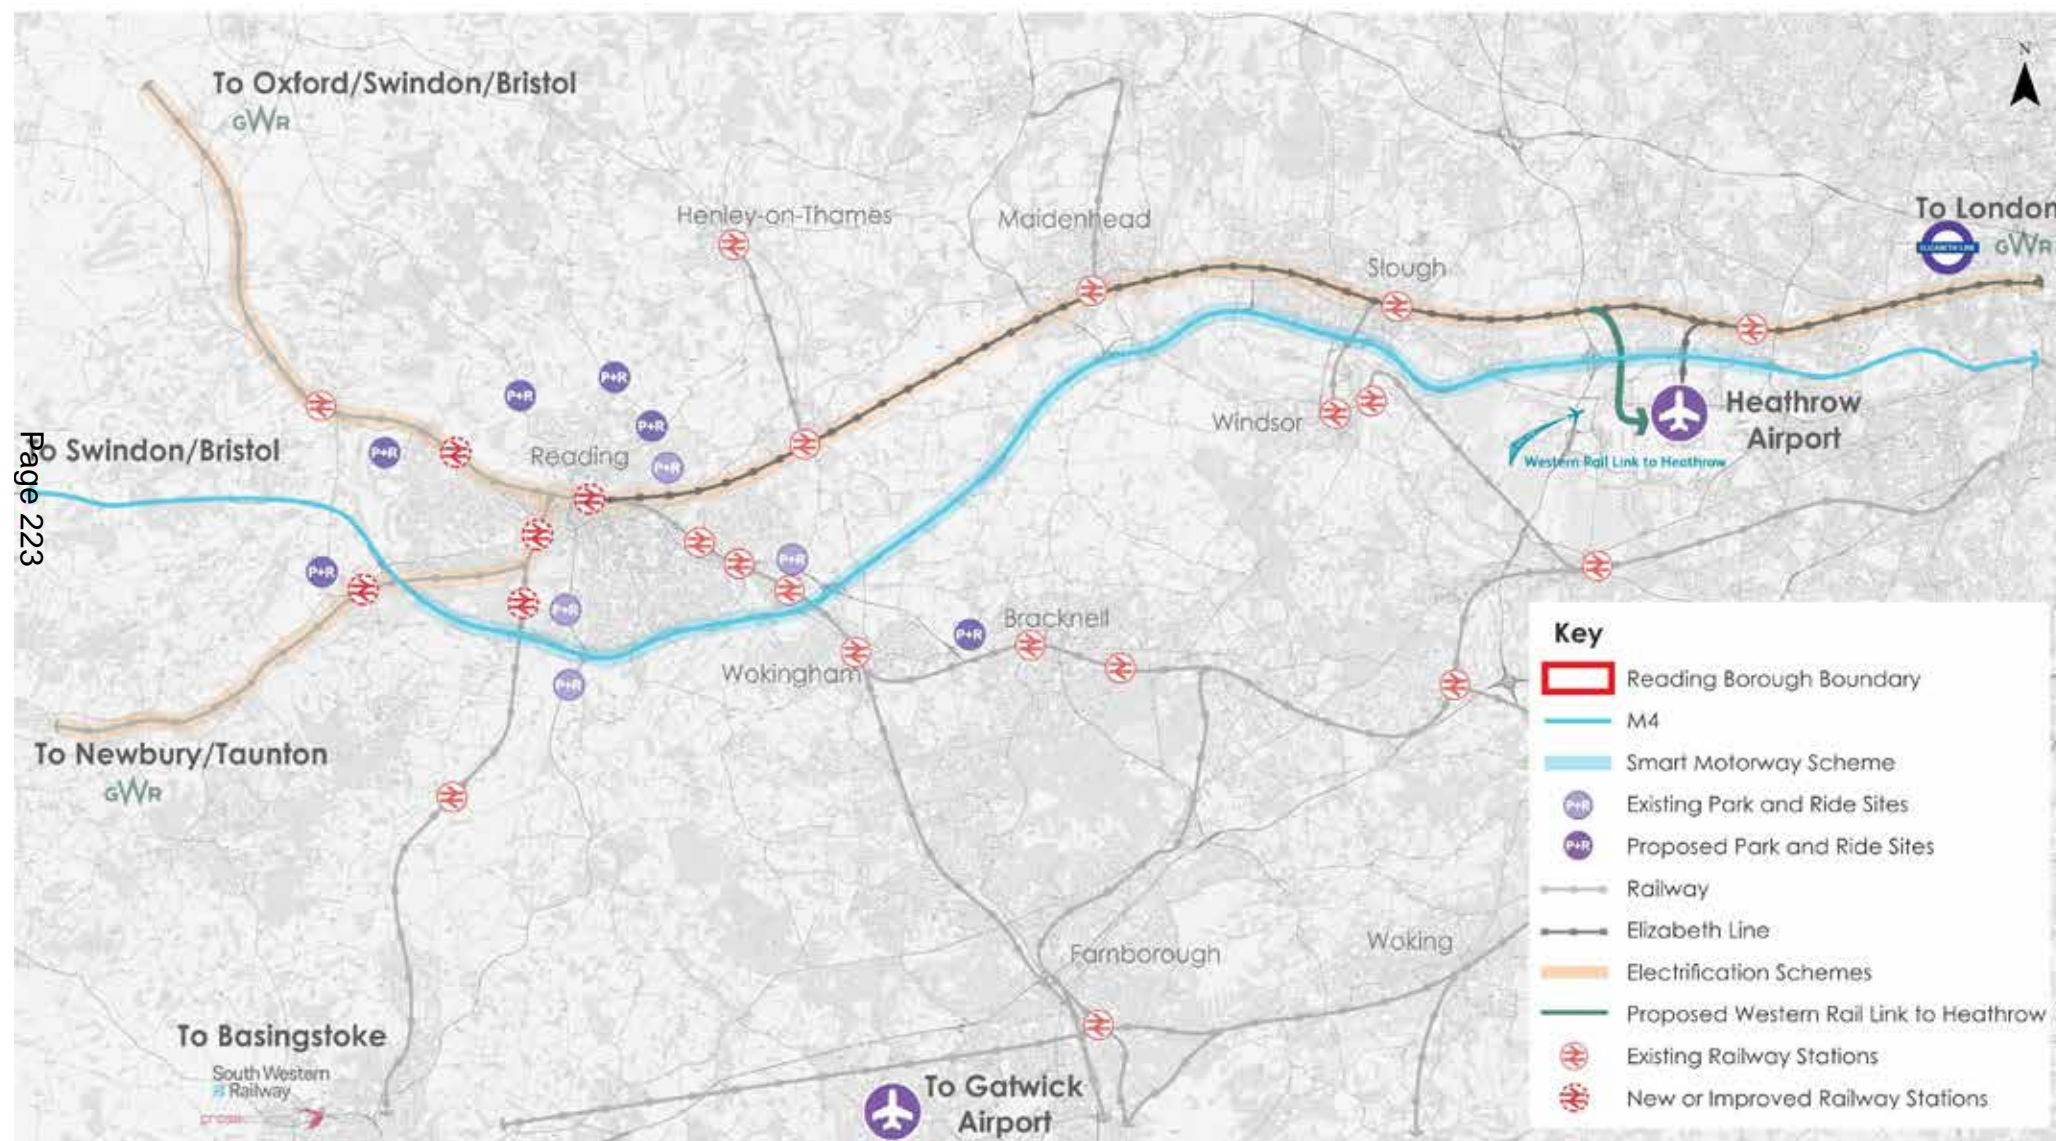 To Oxford/Swindon/Bristol
GWR
Henley-on-Thames
Maidenhead
To London
ELIZABETH LINE
GWR
N
Slough
P+R
P+R
P+R
P+R
P+R
Reading
Windsor
Heathrow
Airport
Western Rail Link to Heathrow
To Swindon/Bristol
Page 223
P+R
P+R
P+R
P+R
P+R
Bracknell
Wokingham
To Newbury/Taunton
GWR
Farnborough
Woking
To Basingstoke
South Western
Railway
To Gatwick
Airport
Key
Reading Borough Boundary
M4
Smart Motorway Scheme
P+R Existing Park and Ride Sites
P+R Proposed Park and Ride Sites
Railway
Elizabeth Line
Electrification Schemes
Proposed Western Rail Link to Heathrow
Existing Railway Stations
New or Improved Railway Stations